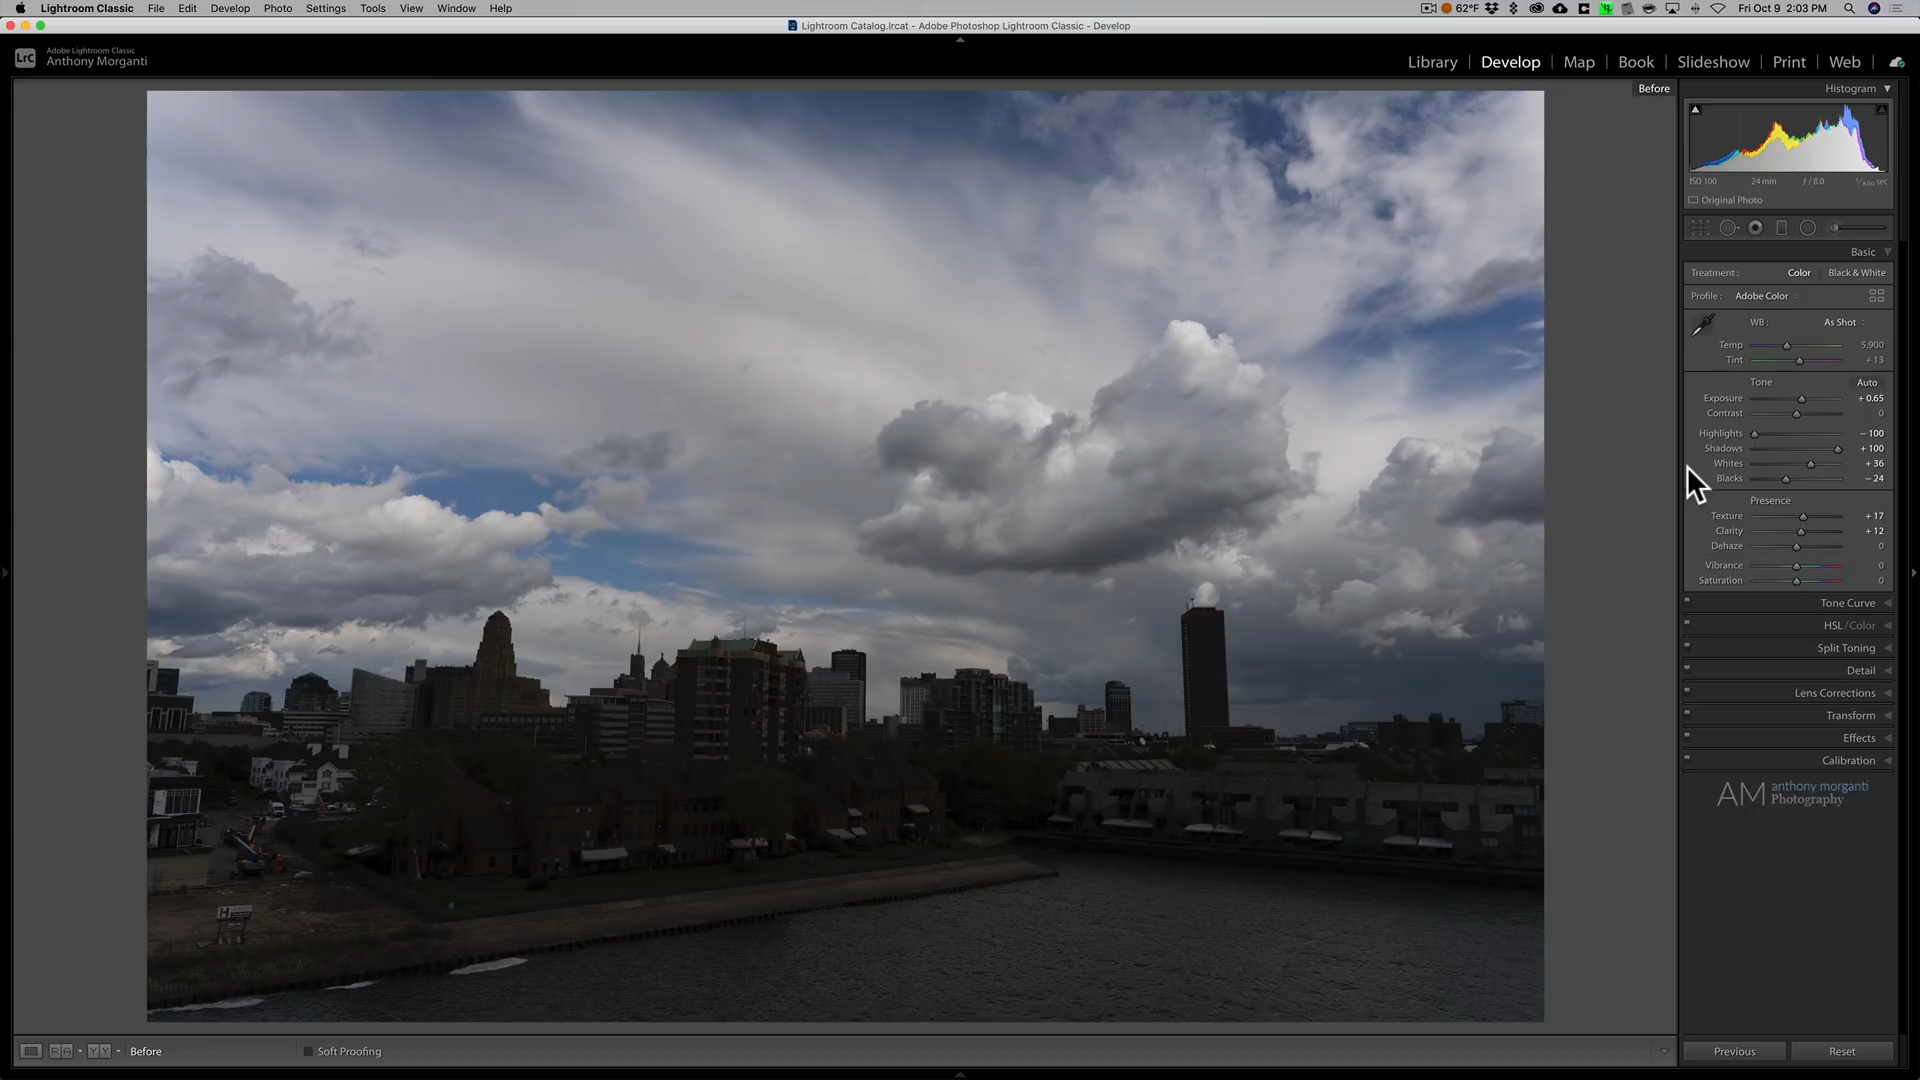 Lightroom Classic File Edit Develop Photo Settings Tools View Window Help 62°F Fri Oct 9 2:03 PM
Lightroom Catalog.lrcat - Adobe Photoshop Lightroom Classic - Develop
LrC
Adobe Lightroom Classic
Anthony Morganti
Library | Develop | Map | Book | Slideshow | Print | Web
Before
Histogram
ISO 100 24 mm ƒ / 8.0 1/800 sec
Original Photo
Basic
Treatment : Color Black & White
Profile : Adobe Color
WB : As Shot
Temp 5,900
Tint + 13
Tone Auto
Exposure + 0.65
Contrast 0
Highlights − 100
Shadows + 100
Whites + 36
Blacks − 24
Presence
Texture + 17
Clarity + 12
Dehaze 0
Vibrance 0
Saturation 0
Tone Curve
HSL / Color
Split Toning
Detail
Lens Corrections
Transform
Effects
Calibration
AM anthony morganti
Photography
R A Y Y Before Soft Proofing
Previous Reset